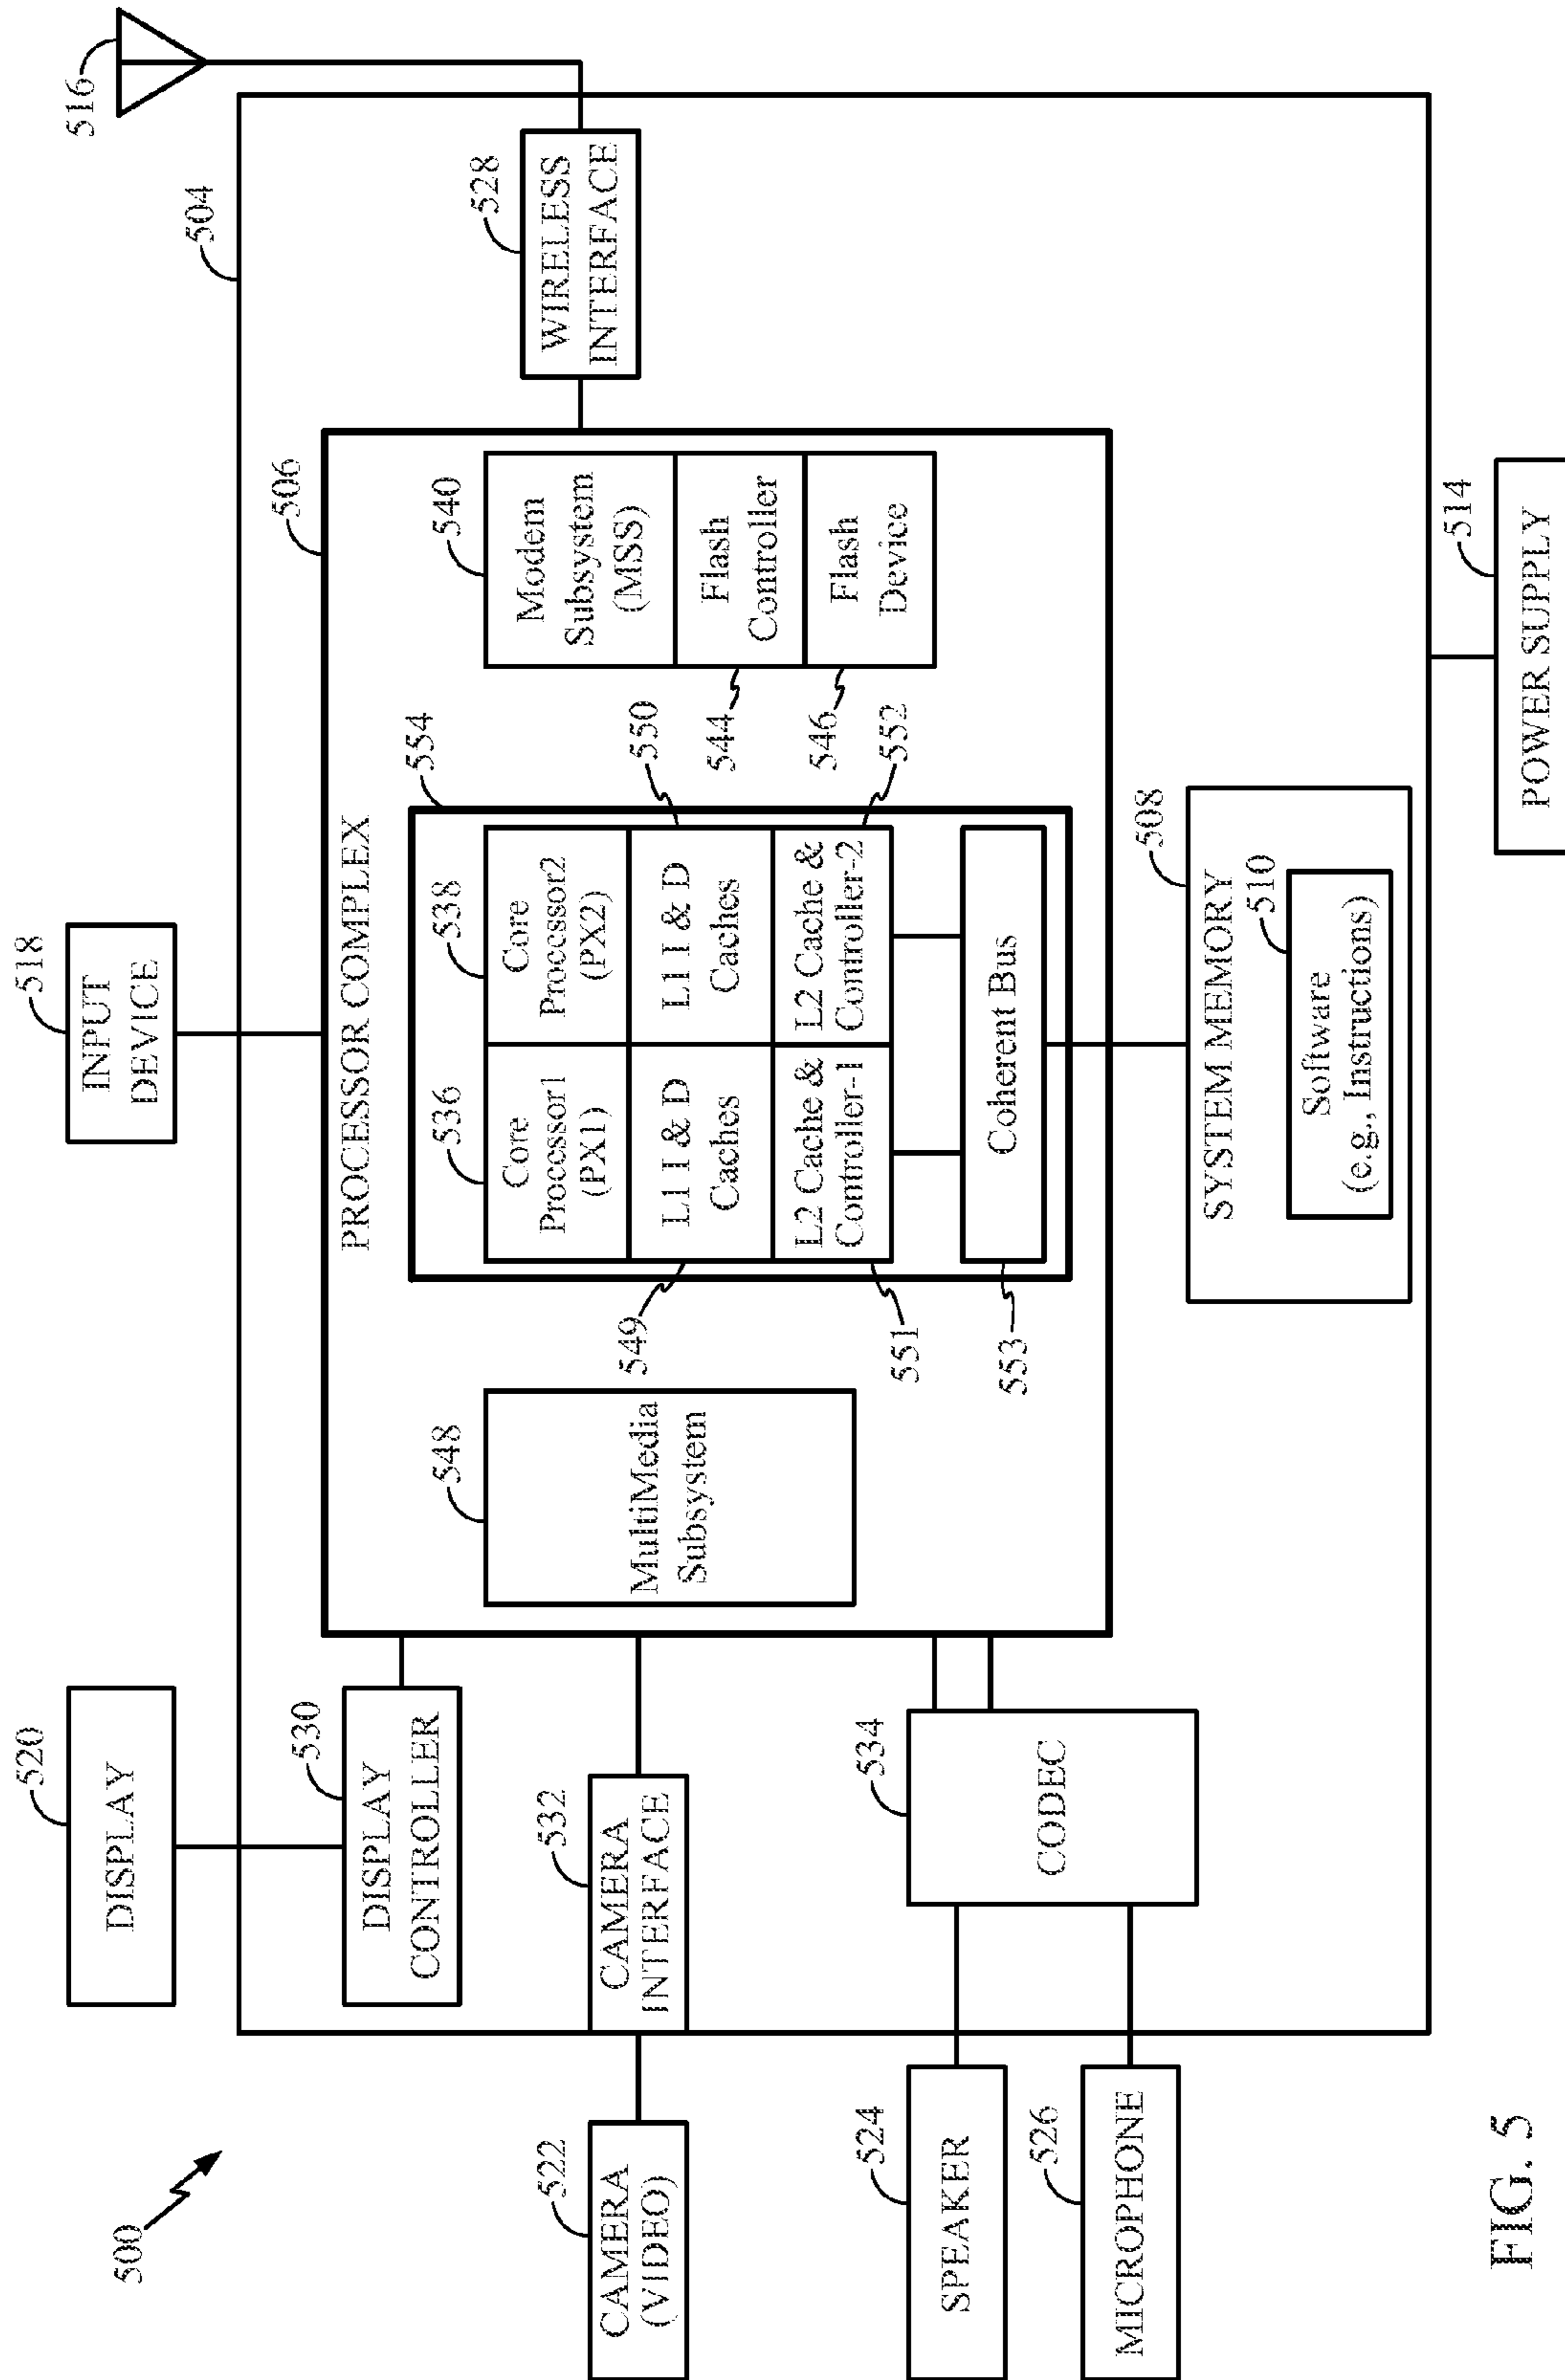 500
520
DISPLAY
518
INPUT
DEVICE
516
504
530
DISPLAY
CONTROLLER
506
PROCESSOR COMPLEX
528
WIRELESS
INTERFACE
522
CAMERA
(VIDEO)
532
CAMERA
INTERFACE
548
MultiMedia
Subsystem
554
536
Core
Processor1
(PX1)
538
Core
Processor2
(PX2)
540
Modem
Subsystem
(MSS)
549
L1 I & D
Caches
L1 I & D
Caches
550
544
Flash
Controller
551
L2 Cache &
Controller-1
L2 Cache &
Controller-2
552
546
Flash
Device
553
Coherent Bus
524
SPEAKER
534
CODEC
526
MICROPHONE
508
SYSTEM MEMORY
510
Software
(e.g., Instructions)
514
POWER SUPPLY
FIG. 5